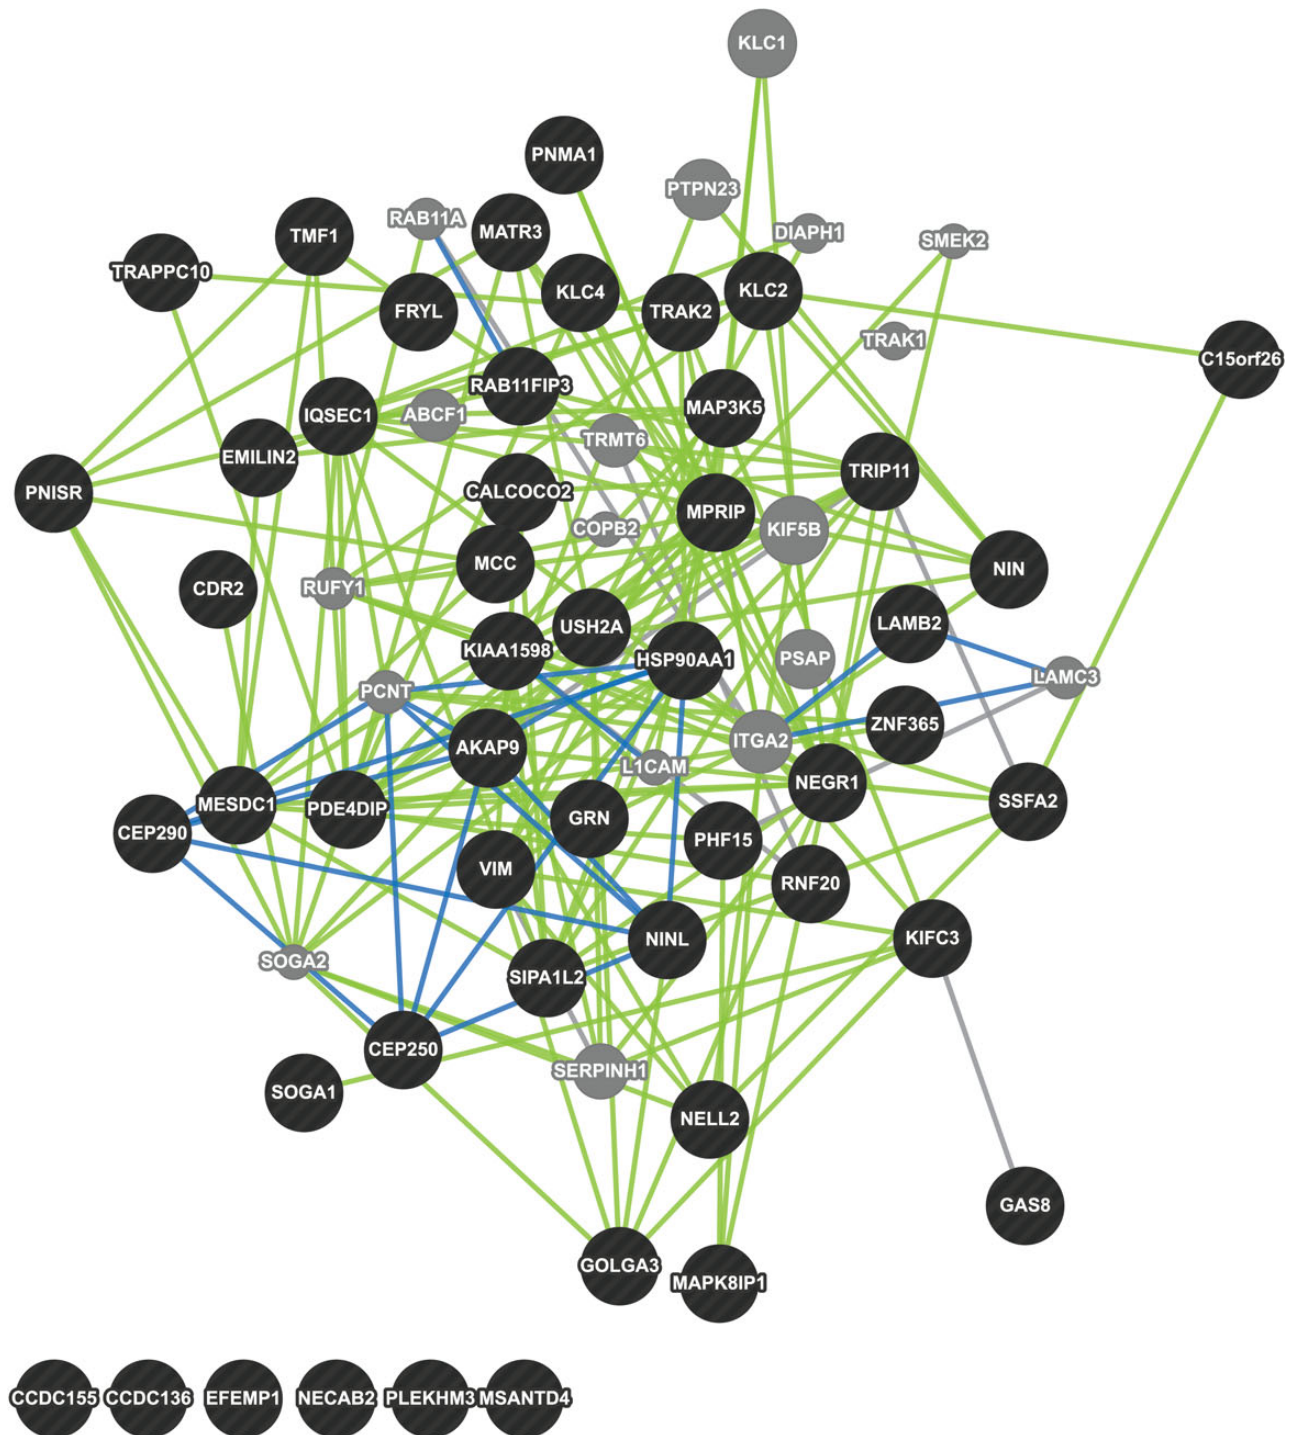 KLC1
PNMA1
PTPN23
RAB11A
MATR3
DIAPH1
TMF1
SMEK2
TRAPPC10
KLC4
KLC2
FRYL
TRAK2
TRAK1
C15orf26
RAB11FIP3
MAP3K5
IQSEC1
ABCF1
TRMT6
EMILIN2
TRIP11
PNISR
CALCOCO2
MPRIP
COPB2
KIF5B
MCC
NIN
CDR2
RUFY1
USH2A
LAMB2
KIAA1598
HSP90AA1
PSAP
LAMC3
PCNT
ZNF365
ITGA2
AKAP9
L1CAM
NEGR1
MESDC1
PDE4DIP
SSFA2
GRN
CEP290
PHF15
VIM
RNF20
NINL
KIFC3
SOGA2
SIPA1L2
CEP250
SERPINH1
SOGA1
NELL2
GAS8
GOLGA3
MAPK8IP1
CCDC155
CCDC136
EFEMP1
NECAB2
PLEKHM3
MSANTD4